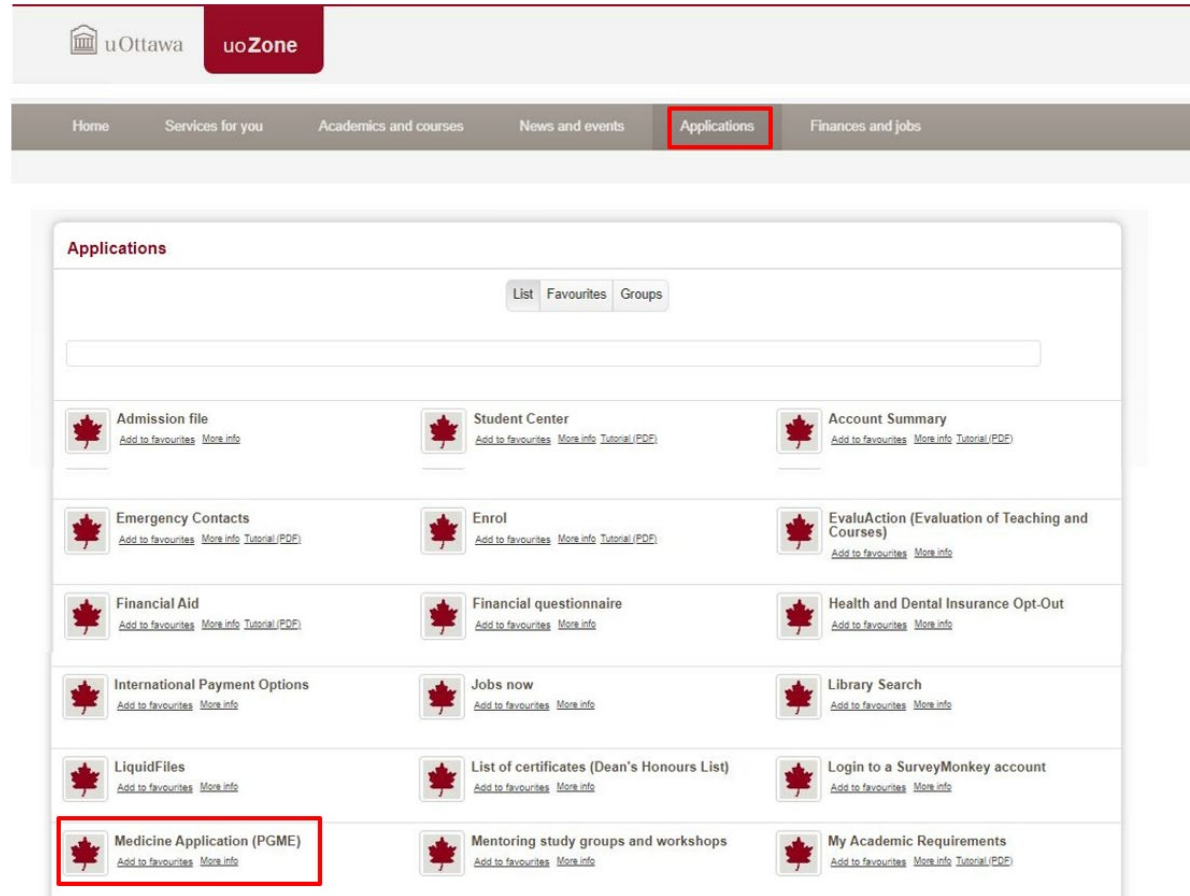 uOttawa
uoZone
Home Services for you Academics and courses News and events Applications Finances and jobs
Applications
List Favourites Groups
Admission file
Add to favourites More info
Student Center
Add to favourites More info Tutorial (PDF)
Account Summary
Add to favourites More info Tutorial (PDF)
Emergency Contacts
Add to favourites More info Tutorial (PDF)
Enrol
Add to favourites More info Tutorial (PDF)
EvaluAction (Evaluation of Teaching and
Courses)
Add to favourites More info
Financial Aid
Add to favourites More info Tutorial (PDF)
Financial questionnaire
Add to favourites More info
Health and Dental Insurance Opt-Out
Add to favourites More info
International Payment Options
Add to favourites More info
Jobs now
Add to favourites More info
Library Search
Add to favourites More info
LiquidFiles
Add to favourites More info
List of certificates (Dean's Honours List)
Add to favourites More info
Login to a SurveyMonkey account
Add to favourites More info
Medicine Application (PGME)
Add to favourites More info
Mentoring study groups and workshops
Add to favourites More info
My Academic Requirements
Add to favourites More info Tutorial (PDF)